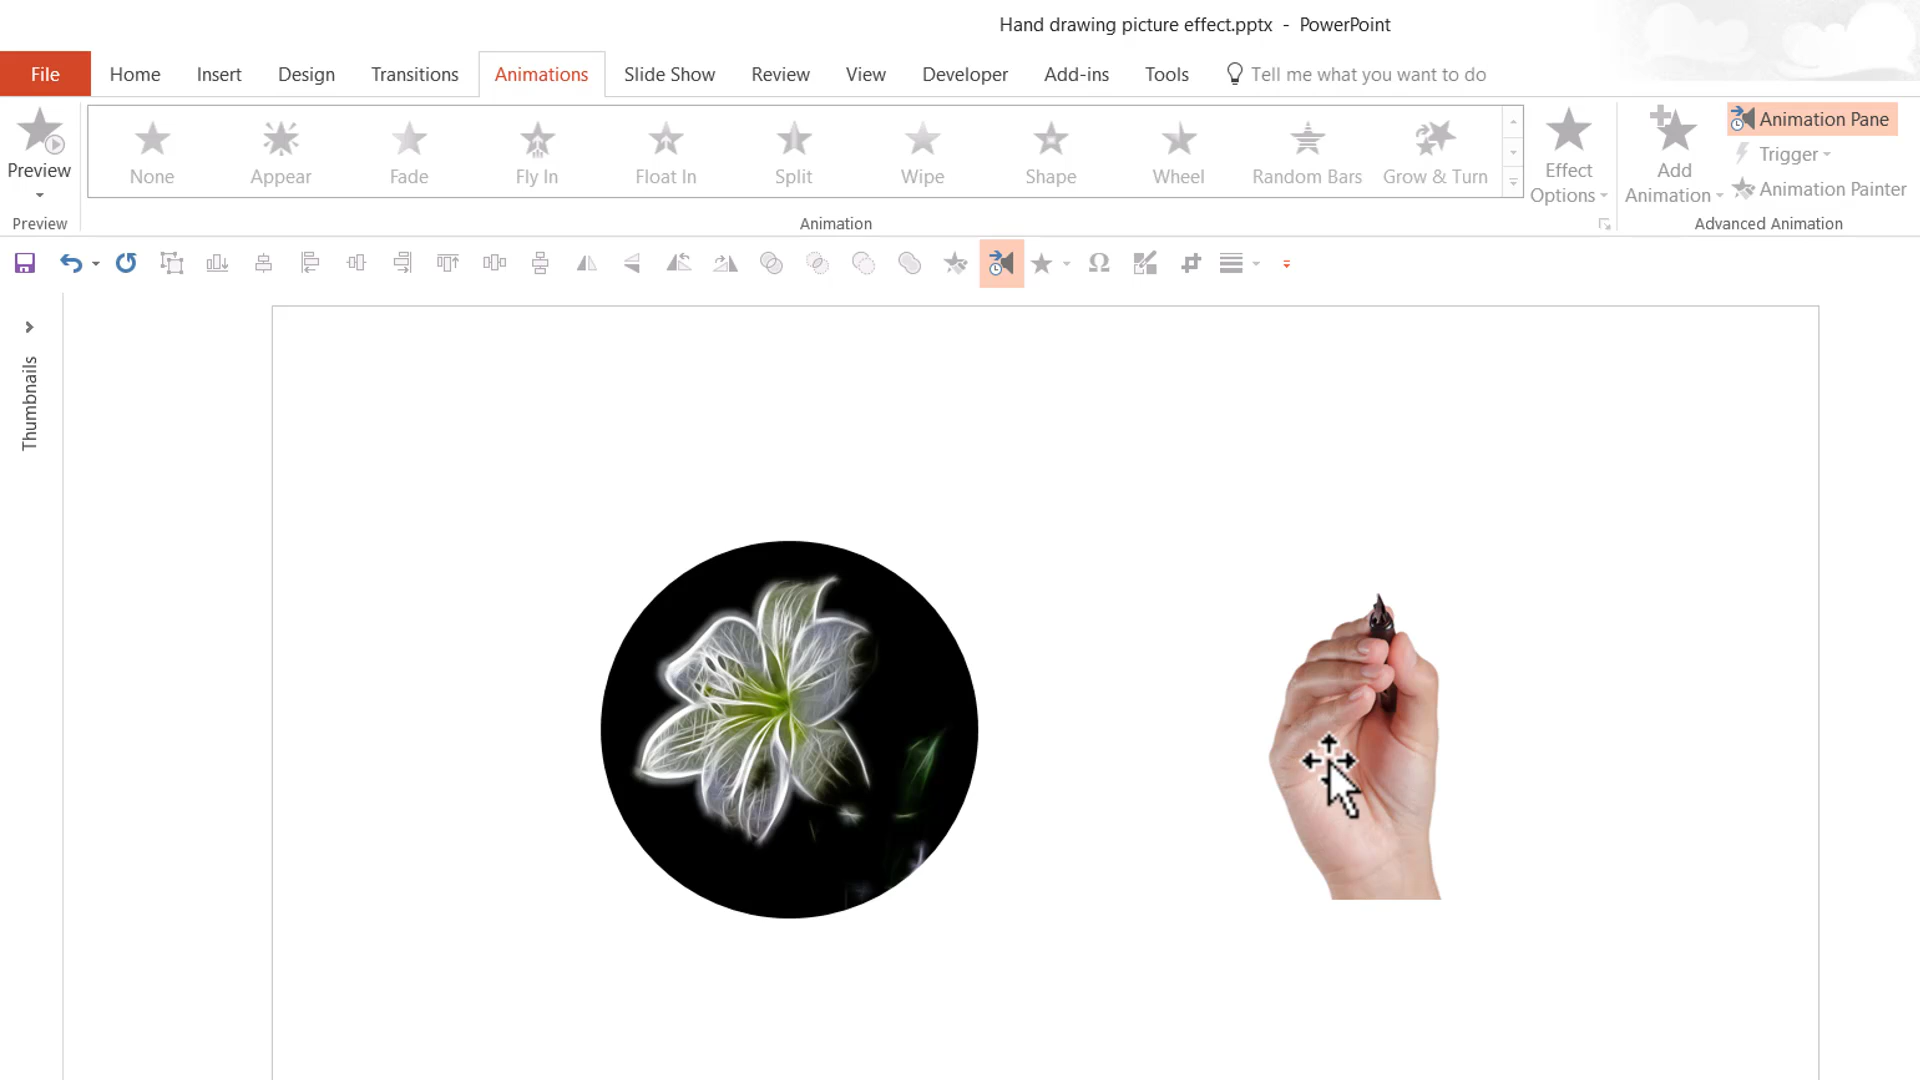 Hand drawing picture effect.pptx - PowerPoint
File Home Insert Design Transitions Animations Slide Show Review View Developer Add-ins Tools Tell me what you want to do
Preview
None Appear Fade Fly In Float In Split Wipe Shape Wheel Random Bars Grow & Turn
Effect
Options
Add
Animation
Animation Pane
Trigger
Animation Painter
Preview Animation Advanced Animation
Thumbnails